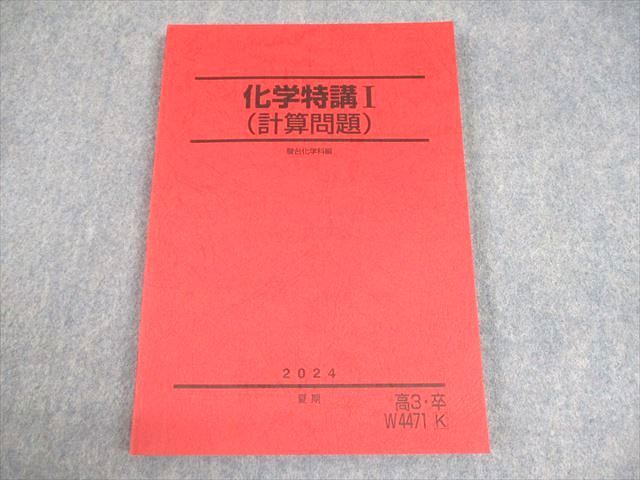 化学特講Ⅰ
（計算問題）
駿台化学科編
2024
夏期
高3・卒
W4471 K